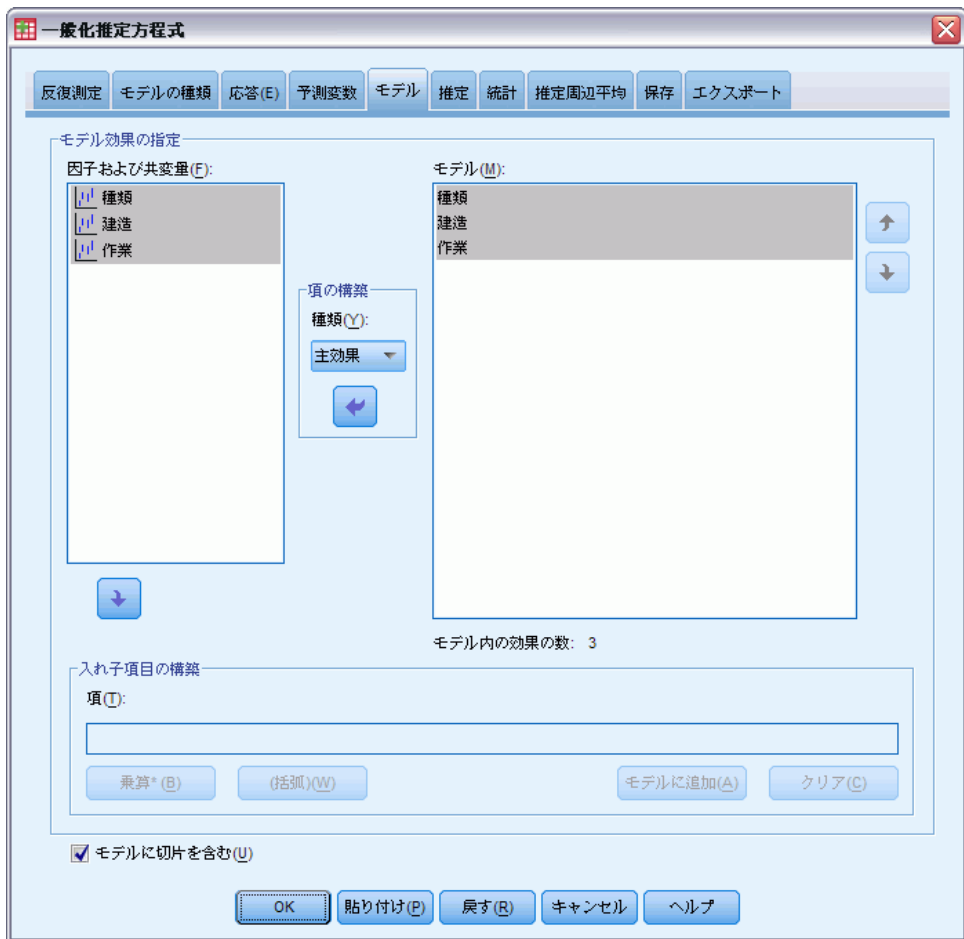 一般化推定方程式
反復測定 モデルの種類 応答(E) 予測変数 モデル 推定 統計 推定周辺平均 保存 エクスポート
モデル効果の指定
因子および共変量(F):
種類
建造
作業
項の構築
種類(Y):
主効果
モデル(M):
種類
建造
作業
モデル内の効果の数: 3
入れ子項目の構築
項(T):
乗算* (B) (括弧)(W) モデルに追加(A) クリア(C)
モデルに切片を含む(U)
OK 貼り付け(P) 戻す(R) キャンセル ヘルプ